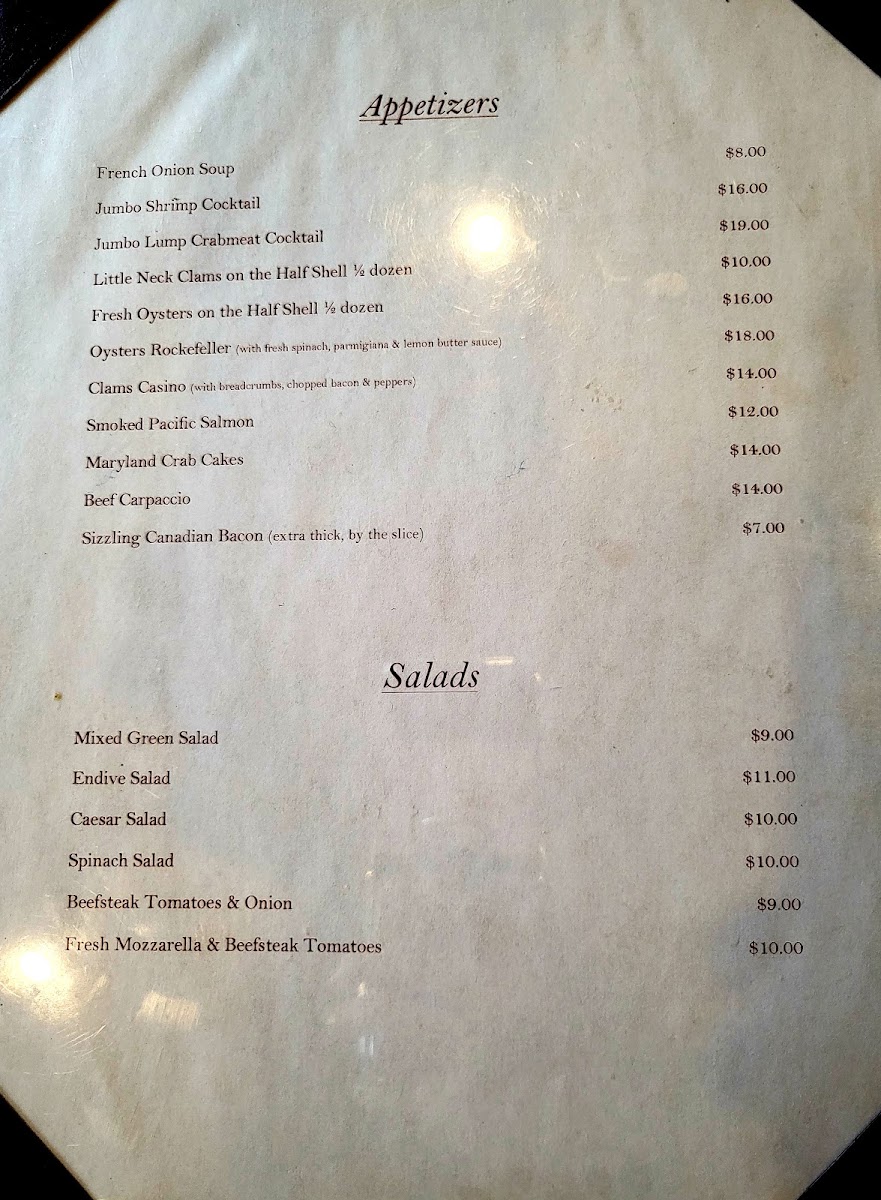 Appetizers
French Onion Soup $8.00
Jumbo Shrimp Cocktail $16.00
Jumbo Lump Crabmeat Cocktail $19.00
Little Neck Clams on the Half Shell ½ dozen $10.00
Fresh Oysters on the Half Shell ½ dozen $16.00
Oysters Rockefeller (with fresh spinach, parmigiana & lemon butter sauce) $18.00
Clams Casino (with breadcrumbs, chopped bacon & peppers) $14.00
Smoked Pacific Salmon $12.00
Maryland Crab Cakes $14.00
Beef Carpaccio $14.00
Sizzling Canadian Bacon (extra thick, by the slice) $7.00
Salads
Mixed Green Salad $9.00
Endive Salad $11.00
Caesar Salad $10.00
Spinach Salad $10.00
Beefsteak Tomatoes & Onion $9.00
Fresh Mozzarella & Beefsteak Tomatoes $10.00